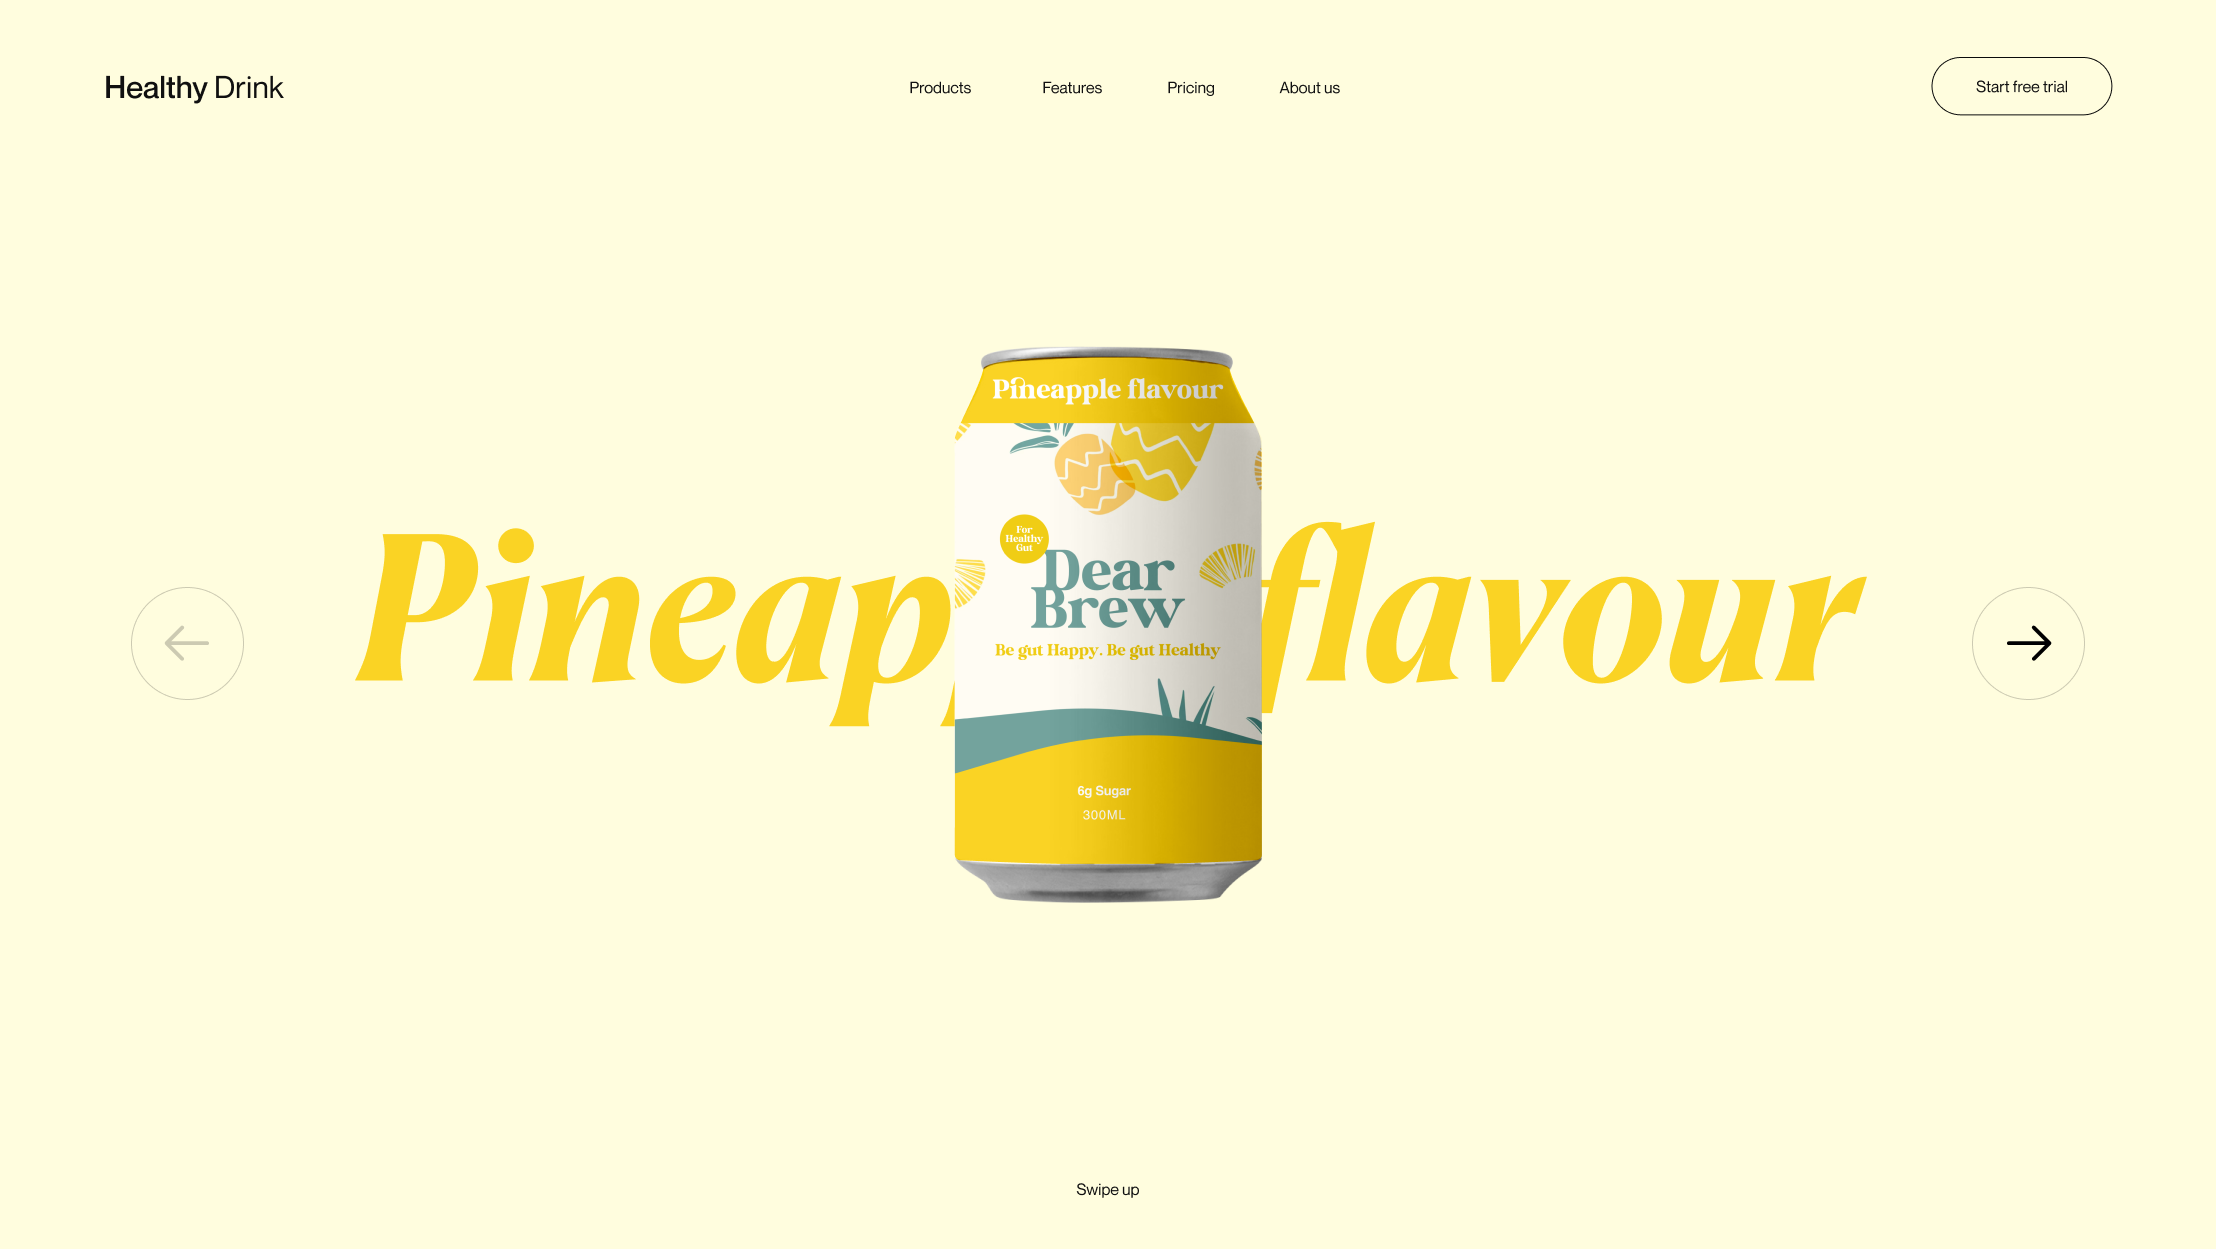 Healthy Drink
Products Features Pricing About us
Start free trial
Pineapple flavour
For
Healthy
Gut
Dear
Brew
Be gut Happy. Be gut Healthy
6g Sugar
300ML
Pineap flavour
Swipe up